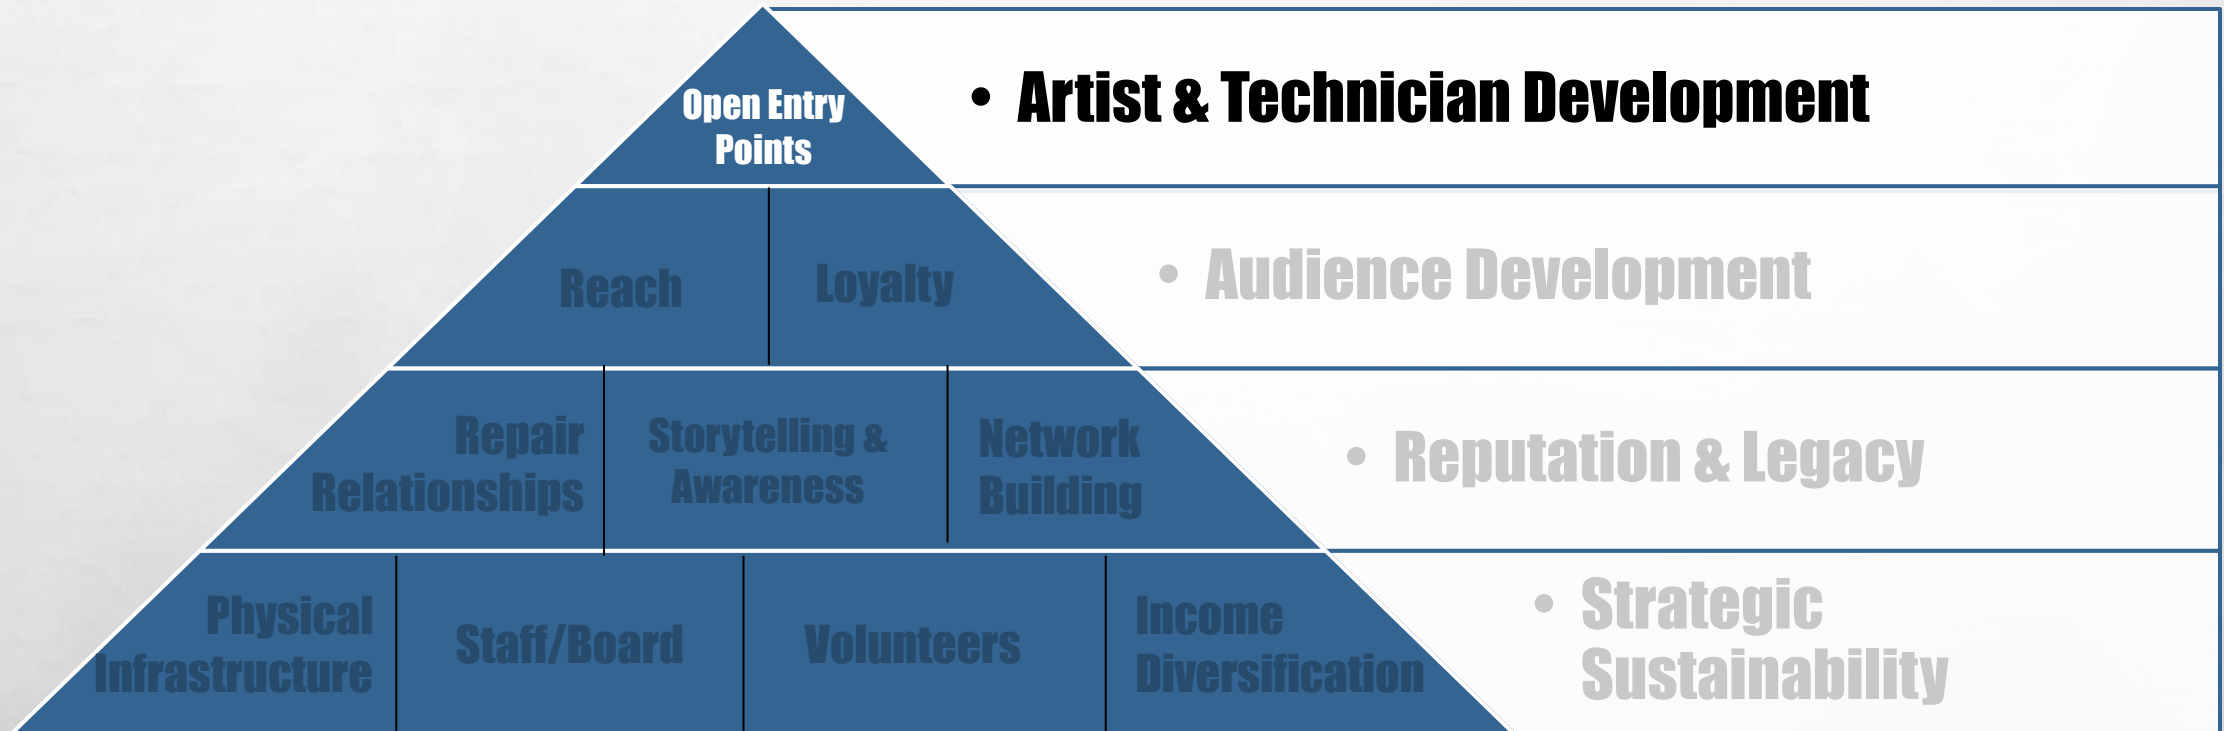 Open Entry
Points
• Artist & Technician Development
Reach
Loyalty
• Audience Development
Repair
Relationships
Storytelling &
Awareness
Network
Building
• Reputation & Legacy
Physical
Infrastructure
Staff/Board
Volunteers
Income
Diversification
• Strategic
Sustainability